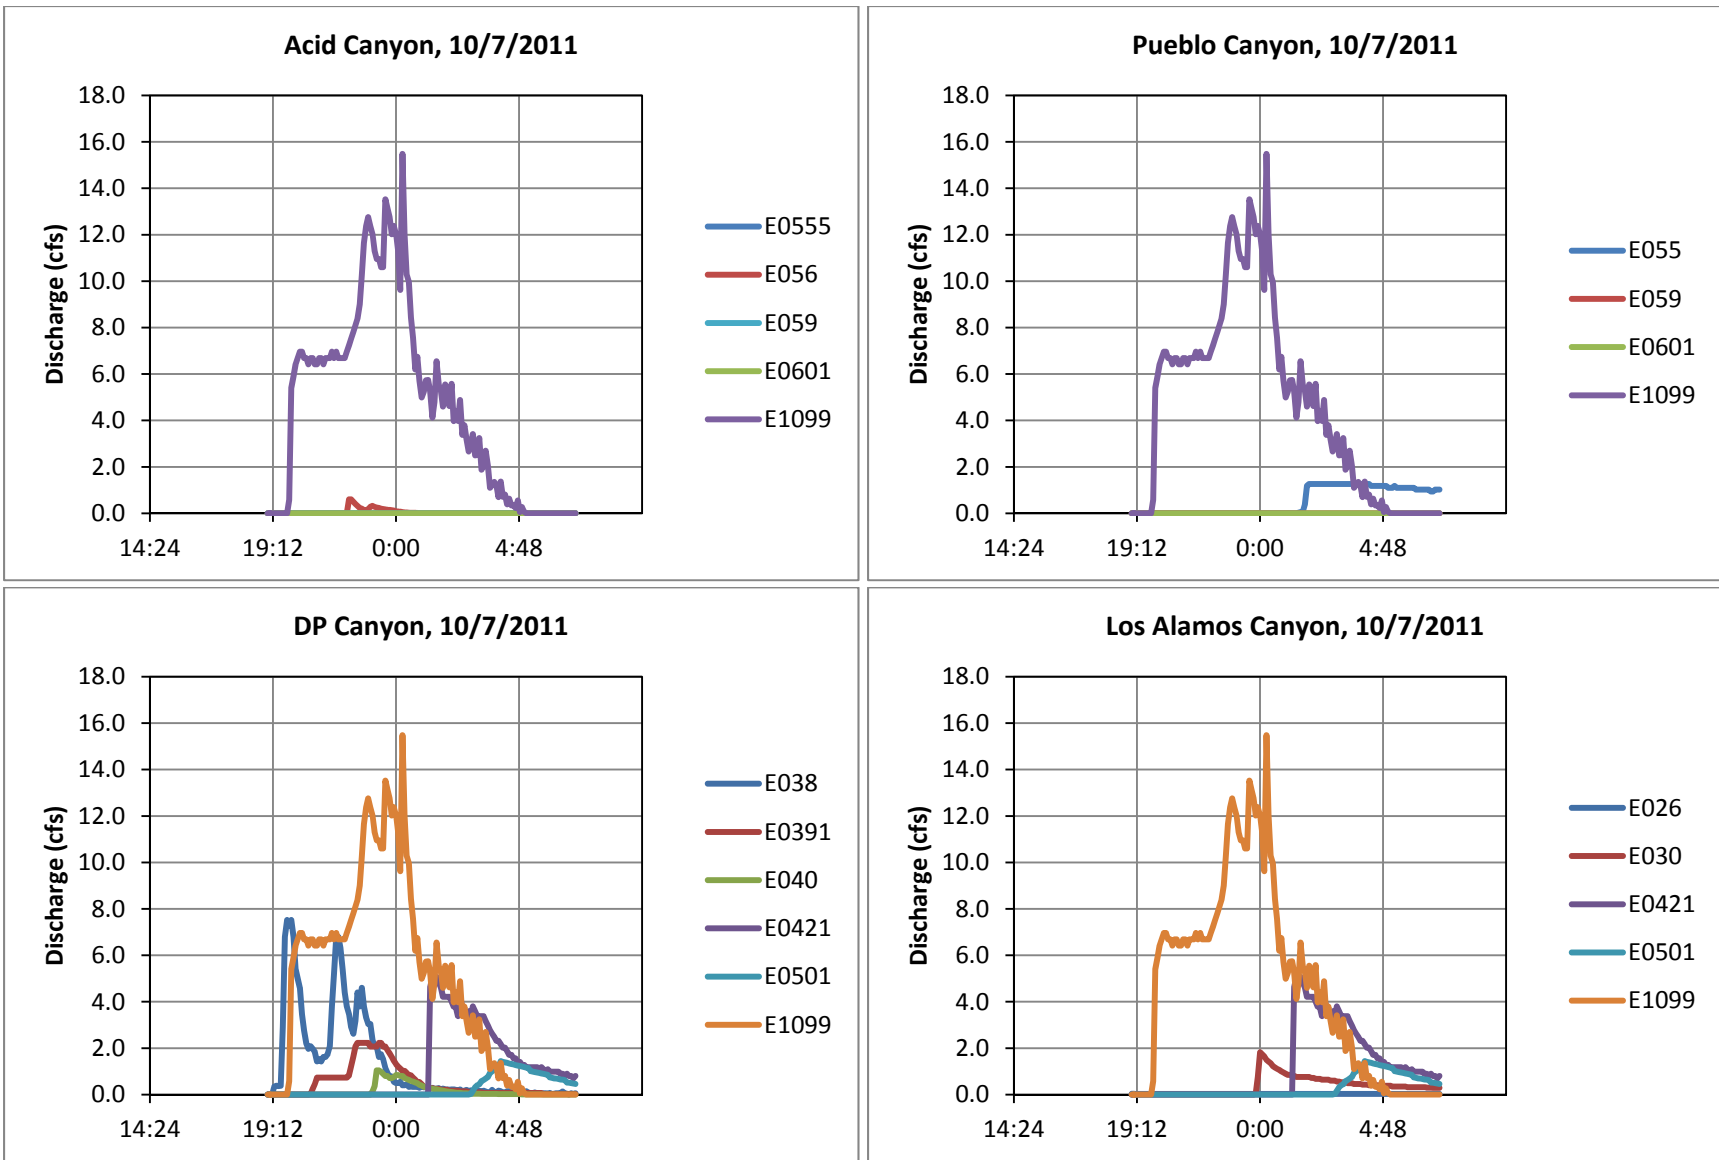 Acid Canyon, 10/7/2011
18.0
16.0
14.0
12.0
10.0
8.0
6.0
4.0
2.0
0.0
Discharge (cfs)
14:24 19:12 0:00 4:48
E0555
E056
E059
E0601
E1099
Pueblo Canyon, 10/7/2011
18.0
16.0
14.0
12.0
10.0
8.0
6.0
4.0
2.0
0.0
Discharge (cfs)
14:24 19:12 0:00 4:48
E055
E059
E0601
E1099
DP Canyon, 10/7/2011
18.0
16.0
14.0
12.0
10.0
8.0
6.0
4.0
2.0
0.0
Discharge (cfs)
14:24 19:12 0:00 4:48
E038
E0391
E040
E0421
E0501
E1099
Los Alamos Canyon, 10/7/2011
18.0
16.0
14.0
12.0
10.0
8.0
6.0
4.0
2.0
0.0
Discharge (cfs)
14:24 19:12 0:00 4:48
E026
E030
E0421
E0501
E1099